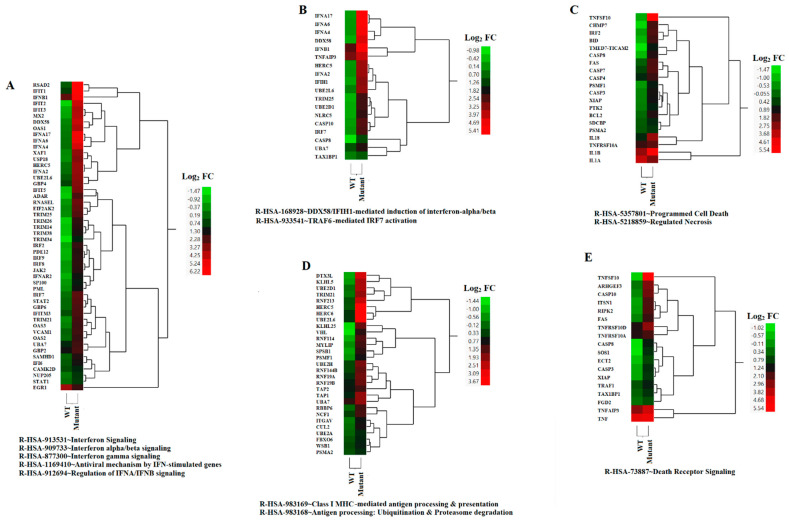 A
RSAD2
IFIT1
IFNB1
IFIT2
IFIT3
MX2
DDX58
OAS1
IFNA17
IFNA6
IFNA4
XAF1
USP18
HERC5
IFNA2
UBE2L6
GBP4
IFIT5
ADAR
RNASEL
EIF2AK2
TRIM25
TRIM26
TRIM14
TRIM38
TRIM34
IRF2
PDE12
IRF9
IRF8
JAK2
IFNAR2
SP100
PML
IRF7
STAT2
GBP6
IFITM3
TRIM21
OAS3
VCAM1
OAS2
UBA7
GBP2
SAMHD1
IFI6
CAMK2D
NUP205
STAT1
EGR1
WT
Mutant
Log2 FC
-1.47
-0.92
-0.37
0.19
0.74
1.28
2.28
3.27
4.25
5.24
6.22
R-HSA-913531~Interferon Signaling
R-HSA-909733~Interferon alpha/beta signaling
R-HSA-877300~Interferon gamma signaling
R-HSA-1169410~Antiviral mechanism by IFN-stimulated genes
R-HSA-912694~Regulation of IFNA/IFNB signaling
B
IFNA17
IFNA6
IFNA4
DDX58
IFNB1
TNFAIP3
HERC5
IFNA2
IFIH1
UBE2L6
TRIM25
UBE2D1
NLRC5
CASP10
IRF7
CASP8
UBA7
TAX1BP1
WT
Mutant
Log2 FC
-0.98
-0.42
0.14
0.70
1.26
1.82
2.54
3.25
3.97
4.69
5.41
R-HSA-168928~DDX58/IFIH1-mediated induction of interferon-alpha/beta
R-HSA-933541~TRAF6-mediated IRF7 activation
C
TNFSF10
CHMP7
IRF2
BID
TMED7-TICAM2
CASP8
FAS
CASP7
CASP4
PSMF1
CASP3
XIAP
PTK2
BCL2
SDCBP
PSMA2
IL18
TNFRSF10A
IL1B
IL1A
WT
Mutant
Log2 FC
-1.47
-1.00
-0.53
-0.055
0.42
0.89
1.82
2.75
3.68
4.61
5.54
R-HSA-5357801~Programmed Cell Death
R-HSA-5218859~Regulated Necrosis
D
DTX3L
KLHL5
UBE2D1
TRIM21
RNF213
HERC5
HERC6
UBE2L6
KLHL25
VHL
RNF114
MYLIP
SPSB1
PSMF1
UBE2H
RNF144B
RNF19A
RNF19B
TAP2
TAP1
UBA7
RBBP6
NCF1
ITGAV
CUL2
UBE2A
FBXO6
WSB1
PSMA2
WT
Mutant
Log2 FC
-1.44
-1.00
-0.56
-0.12
0.33
0.77
1.35
1.93
2.51
3.09
3.67
R-HSA-983169~Class I MHC-mediated antigen processing & presentation
R-HSA-983168~Antigen processing: Ubiquitination & Proteasome degradation
E
TNFSF10
ARHGEF3
CASP10
ITSN1
RIPK2
FAS
TNFRSF10D
TNFRSF10A
CASP8
SOS1
ECT2
CASP3
XIAP
TRAF1
TAX1BP1
FGD2
TNFAIP3
TNF
WT
Mutant
Log2 FC
-1.02
-0.57
-0.11
0.34
1.24
2.10
2.96
3.82
4.68
5.54
R-HSA-73887~Death Receptor Signaling